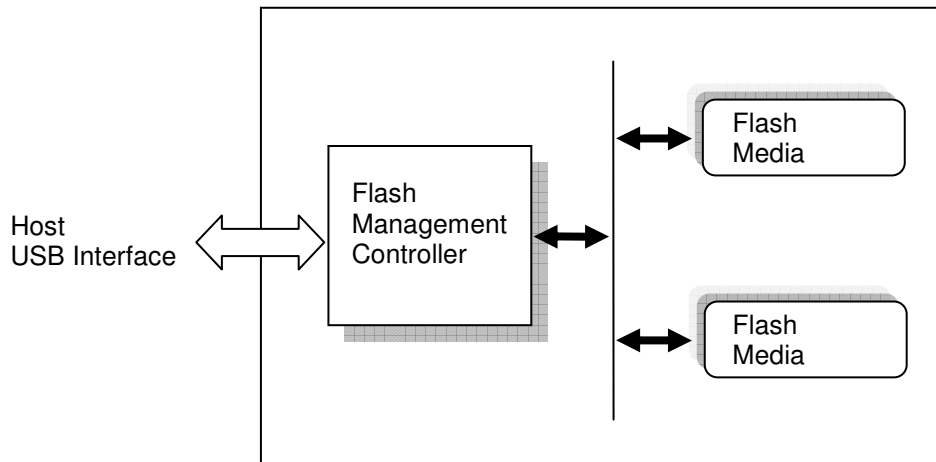 Host
USB Interface
Flash
Management
Controller
Flash
Media
Flash
Media